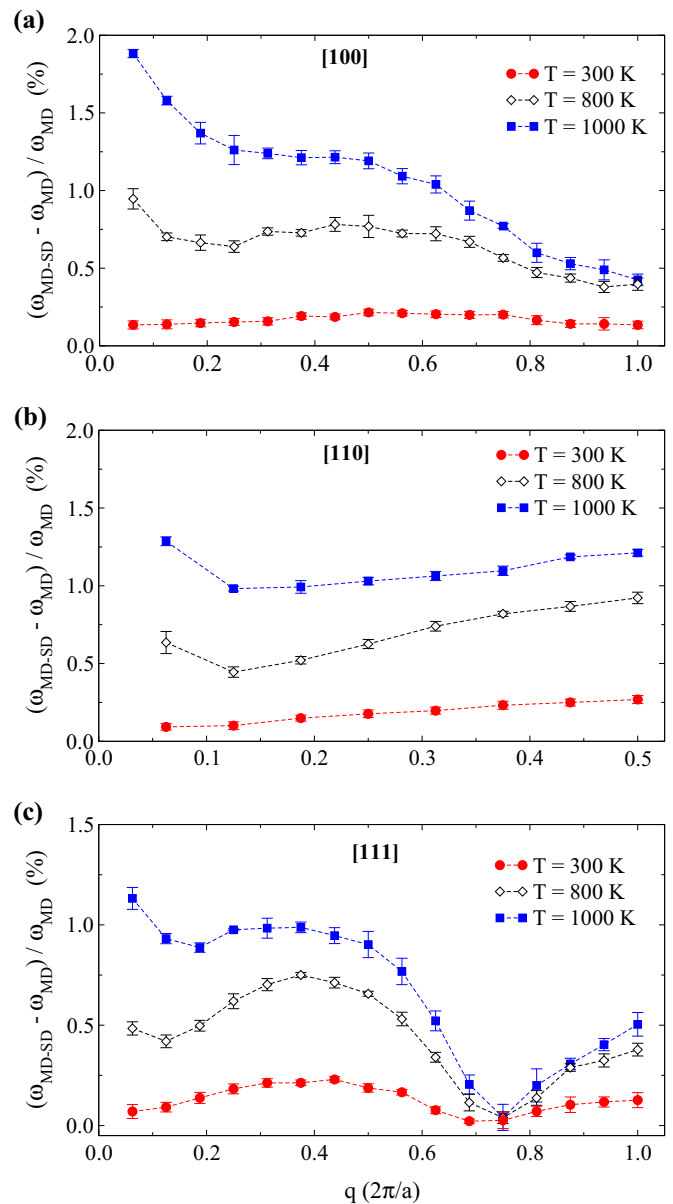 (a)
[100]
T = 300 K
T = 800 K
T = 1000 K
(ω_MD-SD - ω_MD) / ω_MD (%)
2.0
1.5
1.0
0.5
0.0
0.0 0.2 0.4 0.6 0.8 1.0
(b)
[110]
T = 300 K
T = 800 K
T = 1000 K
(ω_MD-SD - ω_MD) / ω_MD (%)
2.0
1.5
1.0
0.5
0.0
0.0 0.1 0.2 0.3 0.4 0.5
(c)
[111]
T = 300 K
T = 800 K
T = 1000 K
(ω_MD-SD - ω_MD) / ω_MD (%)
1.5
1.0
0.5
0.0
0.0 0.2 0.4 0.6 0.8 1.0
q (2π/a)